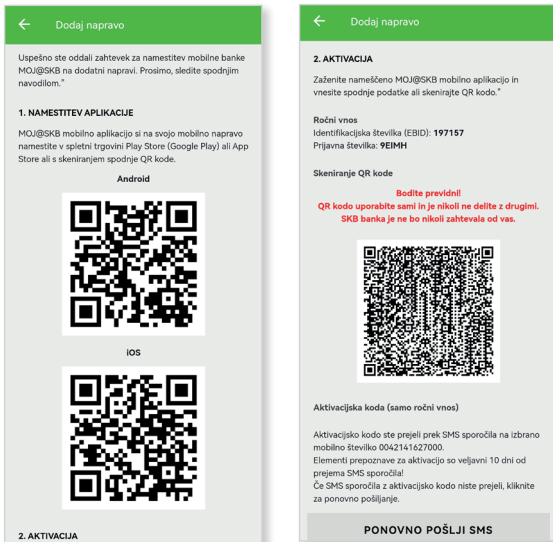 Dodaj napravo
Uspešno ste oddali zahtevek za namestitev mobilne banke
MOJ@SKB na dodatni napravi. Prosimo, sledite spodnjim
navodilom."
1. NAMESTITEV APLIKACIJE
MOJ@SKB mobilno aplikacijo si na svojo mobilno napravo
namestite v spletni trgovini Play Store (Google Play) ali App
Store ali s skeniranjem spodnje QR kode.
Android
iOS
2. AKTIVACIJA
Dodaj napravo
2. AKTIVACIJA
Zaženite nameščeno MOJ@SKB mobilno aplikacijo in
vnesite spodnje podatke ali skenirajte QR kodo."
Ročni vnos
Identifikacijska številka (EBID): 197157
Prijavna številka: 9EIMH
Skeniranje QR kode
Bodite previdni!
QR kodo uporabite sami in je nikoli ne delite z drugimi.
SKB banka je ne bo nikoli zahtevala od vas.
Aktivacijska koda (samo ročni vnos)
Aktivacijsko kodo ste prejeli prek SMS sporočila na izbrano
mobilno številko 0042141627000.
Elementi prepoznave za aktivacijo so veljavni 10 dni od
prejema SMS sporočila!
Če SMS sporočila z aktivacijsko kodo niste prejeli, kliknite
za ponovno pošiljanje.
PONOVNO POŠLJI SMS